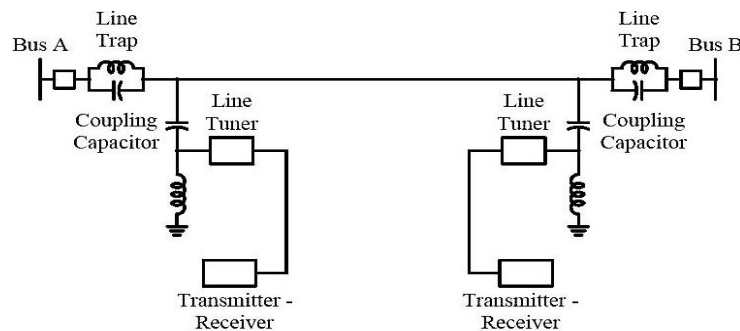 Bus A
Line
Trap
Line
Trap
Bus B
Coupling
Capacitor
Line
Tuner
Line
Tuner
Coupling
Capacitor
Transmitter -
Receiver
Transmitter -
Receiver